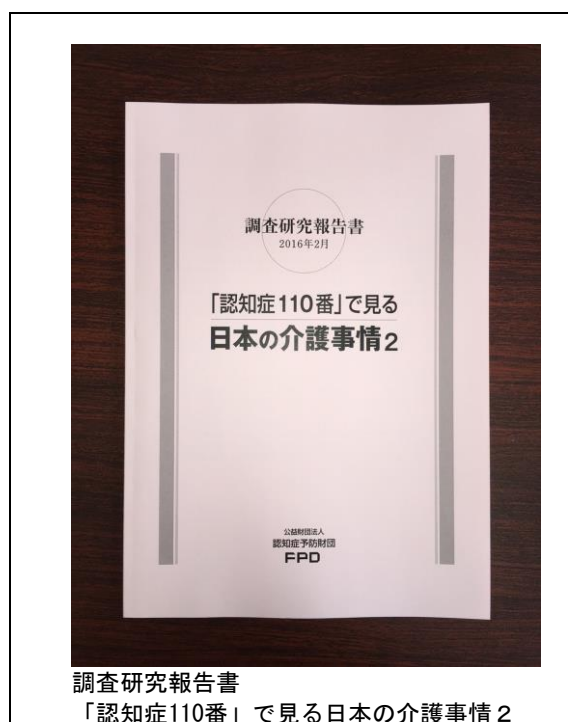 調査研究報告書
2016年2月
「認知症110番」で見る
日本の介護事情2
公益財団法人
認知症予防財団
FPD
調査研究報告書
「認知症110番」で見る日本の介護事情２